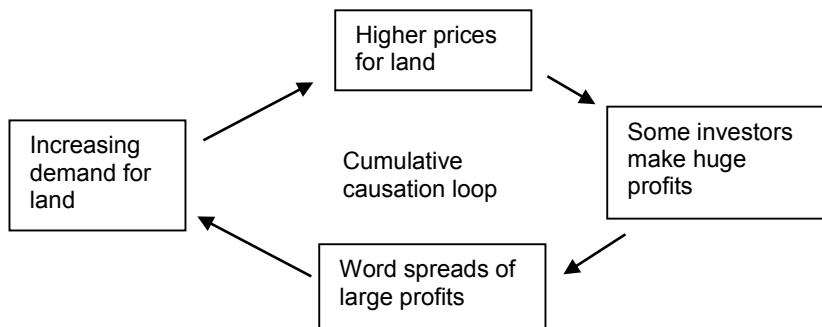 Higher prices
for land
Some investors
make huge
profits
Increasing
demand for
land
Cumulative
causation loop
Word spreads of
large profits